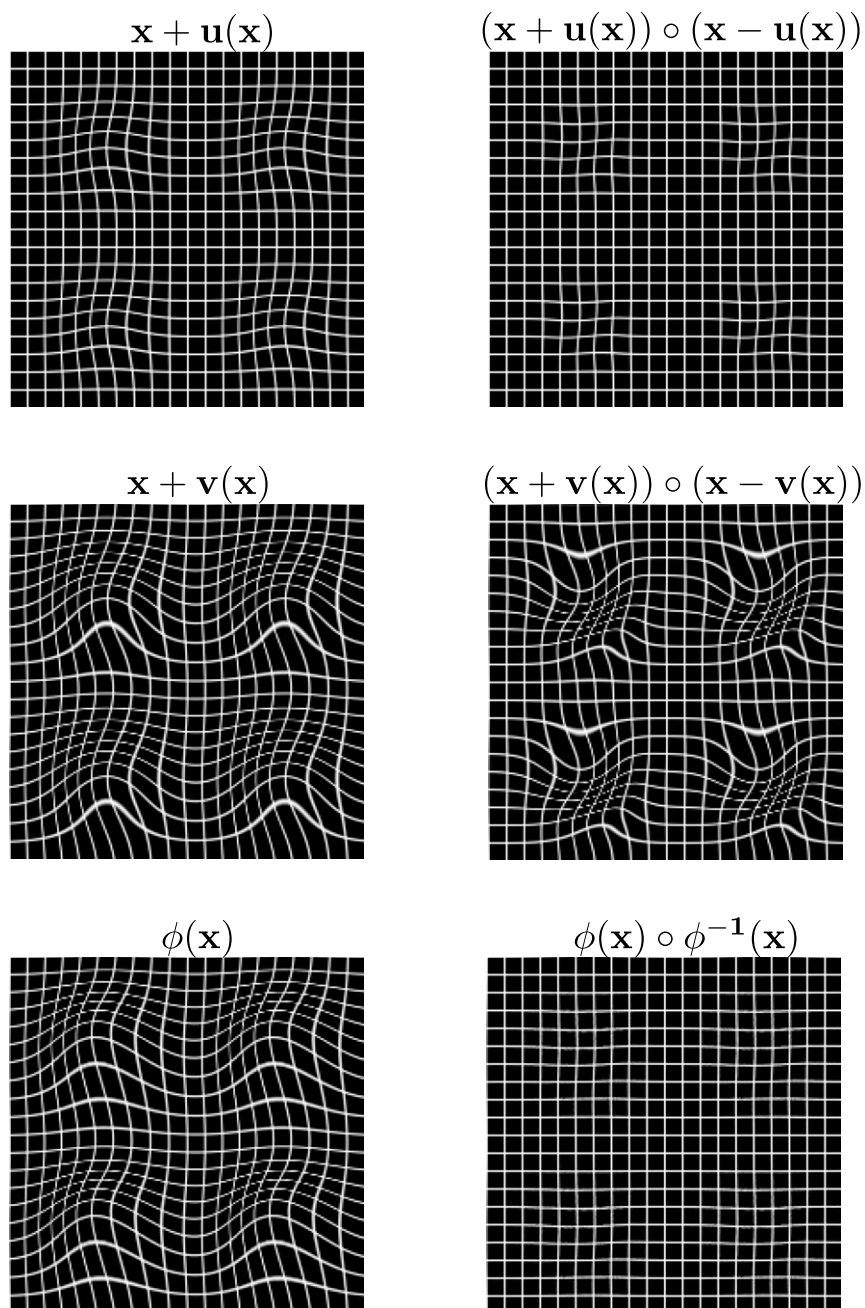 x + u(x)
(x + u(x)) ∘ (x − u(x))
x + v(x)
(x + v(x)) ∘ (x − v(x))
ϕ(x)
ϕ(x) ∘ ϕ⁻¹(x)